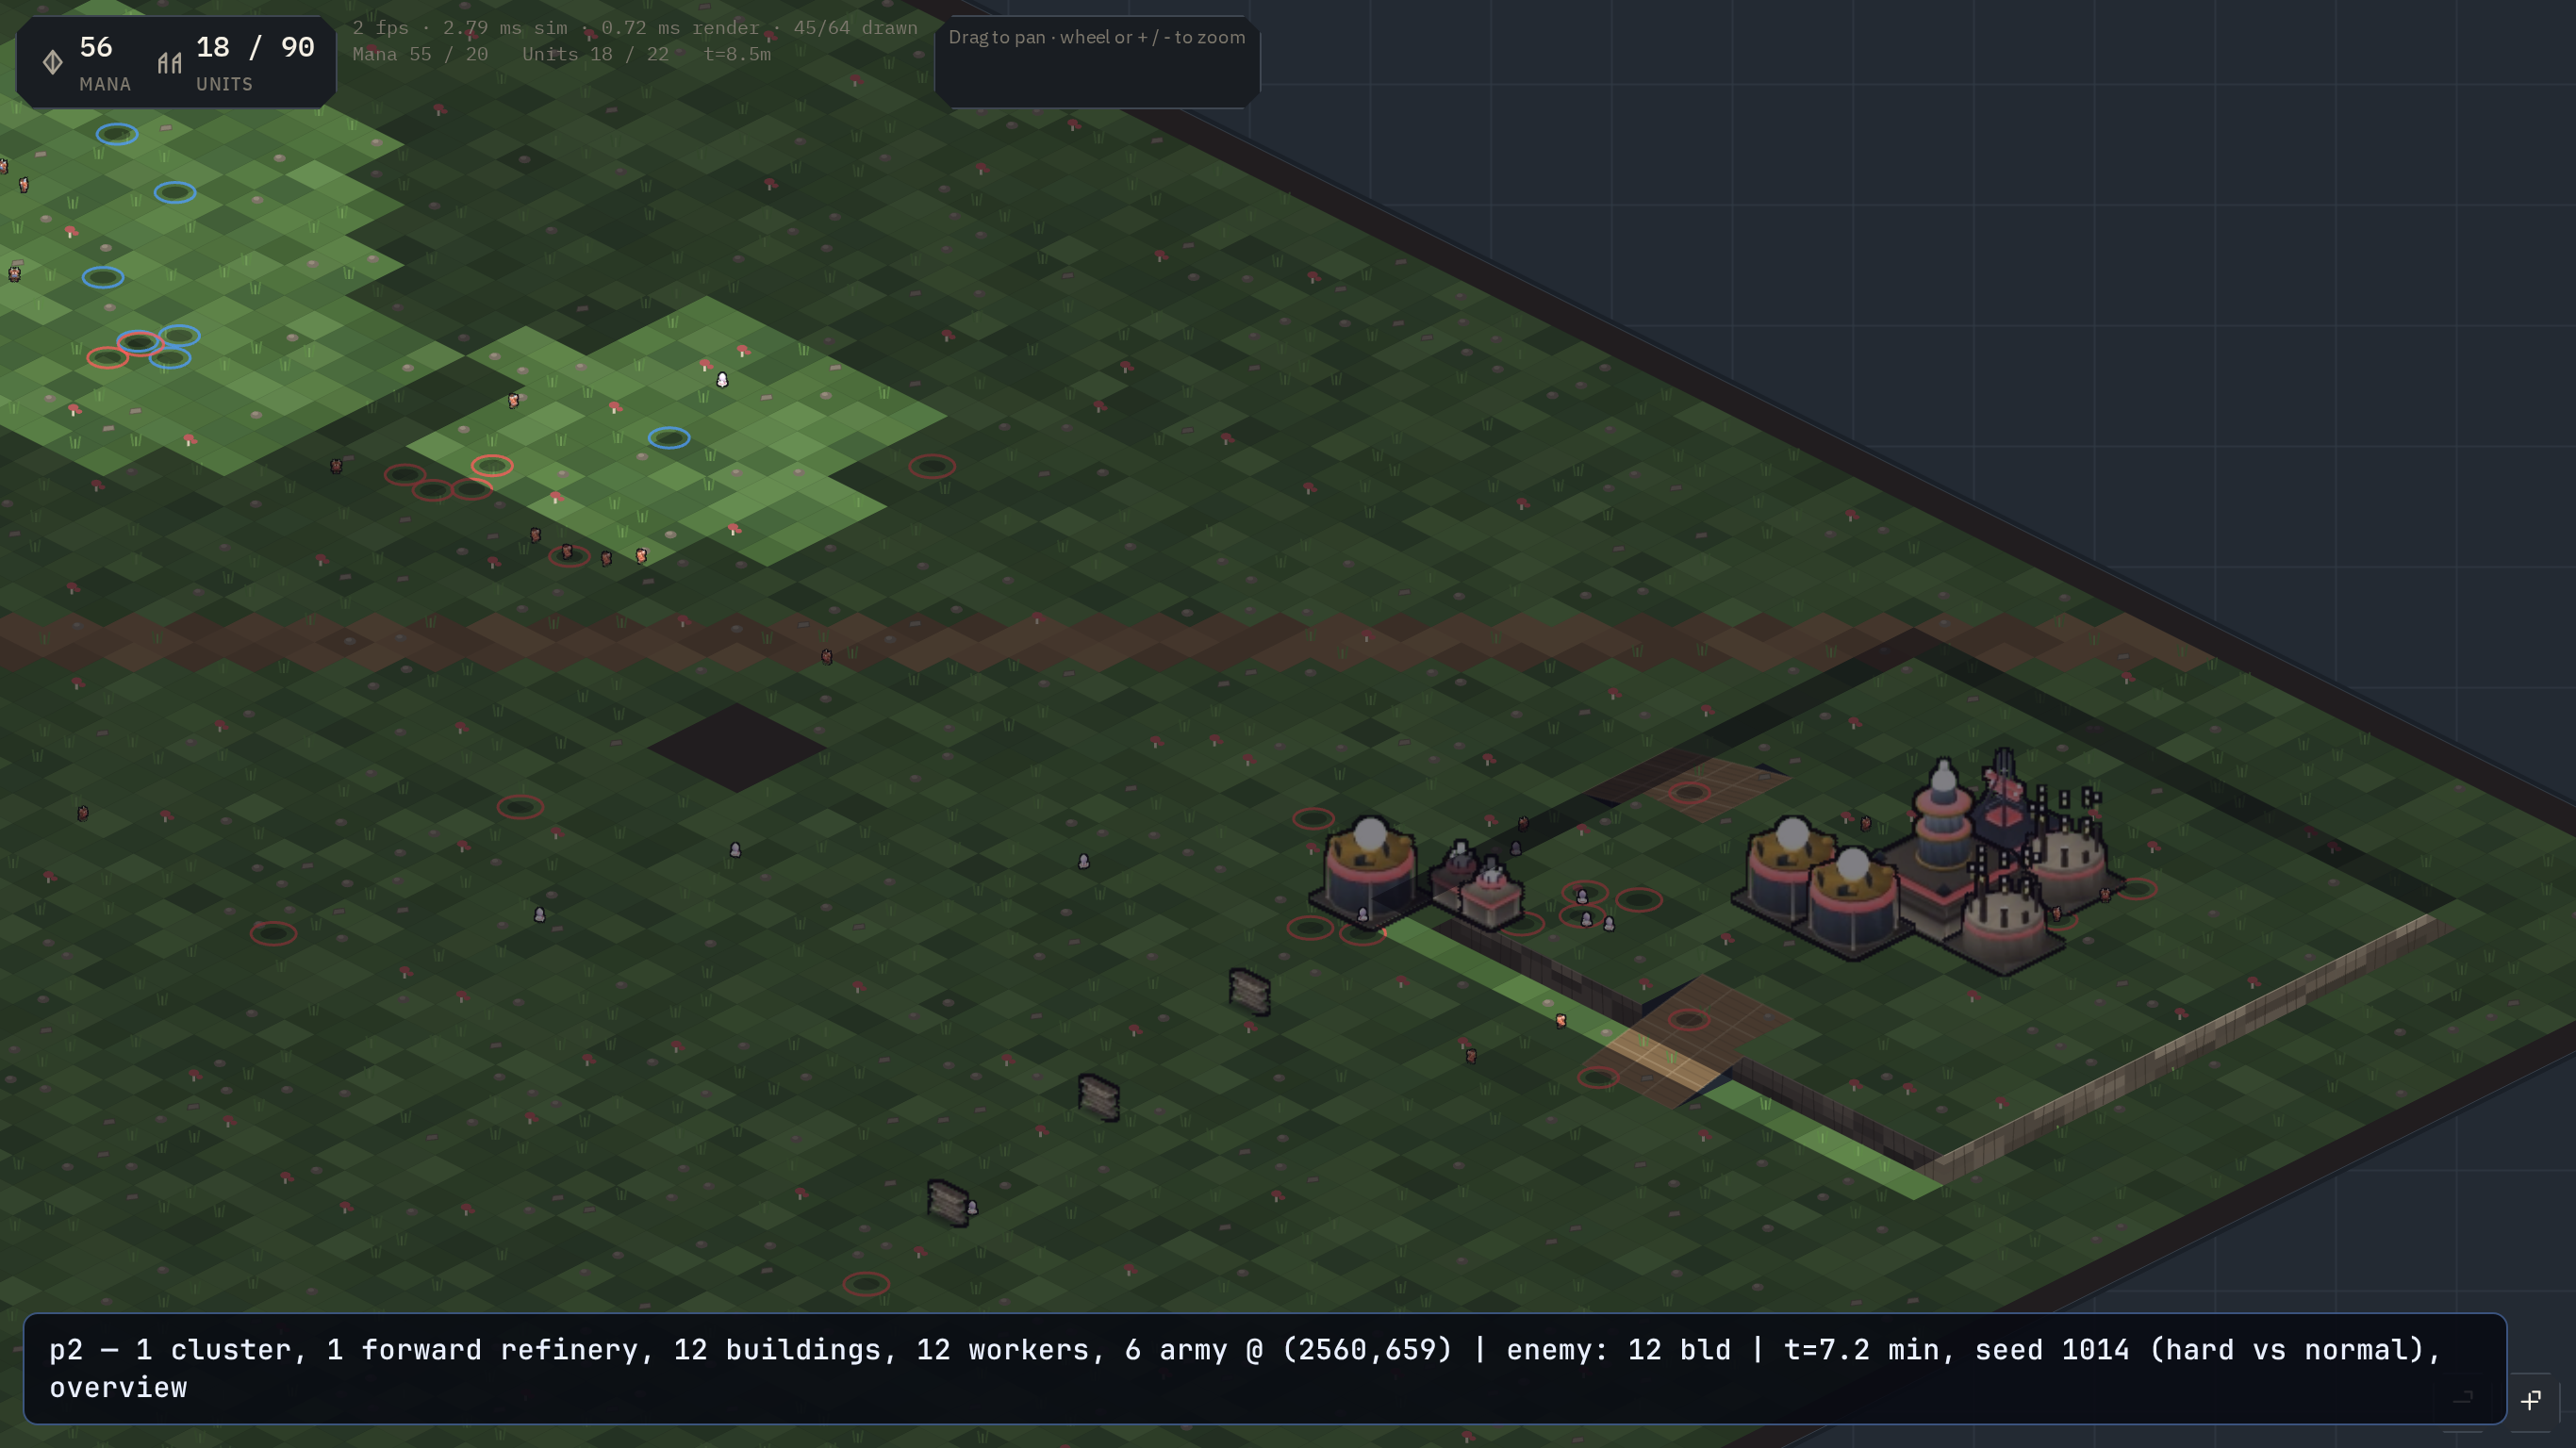 56
MANA
18 / 90
UNITS
2 fps · 2.79 ms sim · 0.72 ms render · 45/64 drawn
Mana 55 / 20 Units 18 / 22 t=8.5m
Drag to pan · wheel or + / - to zoom
p2 — 1 cluster, 1 forward refinery, 12 buildings, 12 workers, 6 army @ (2560,659) | enemy: 12 bld | t=7.2 min, seed 1014 (hard vs normal),
overview